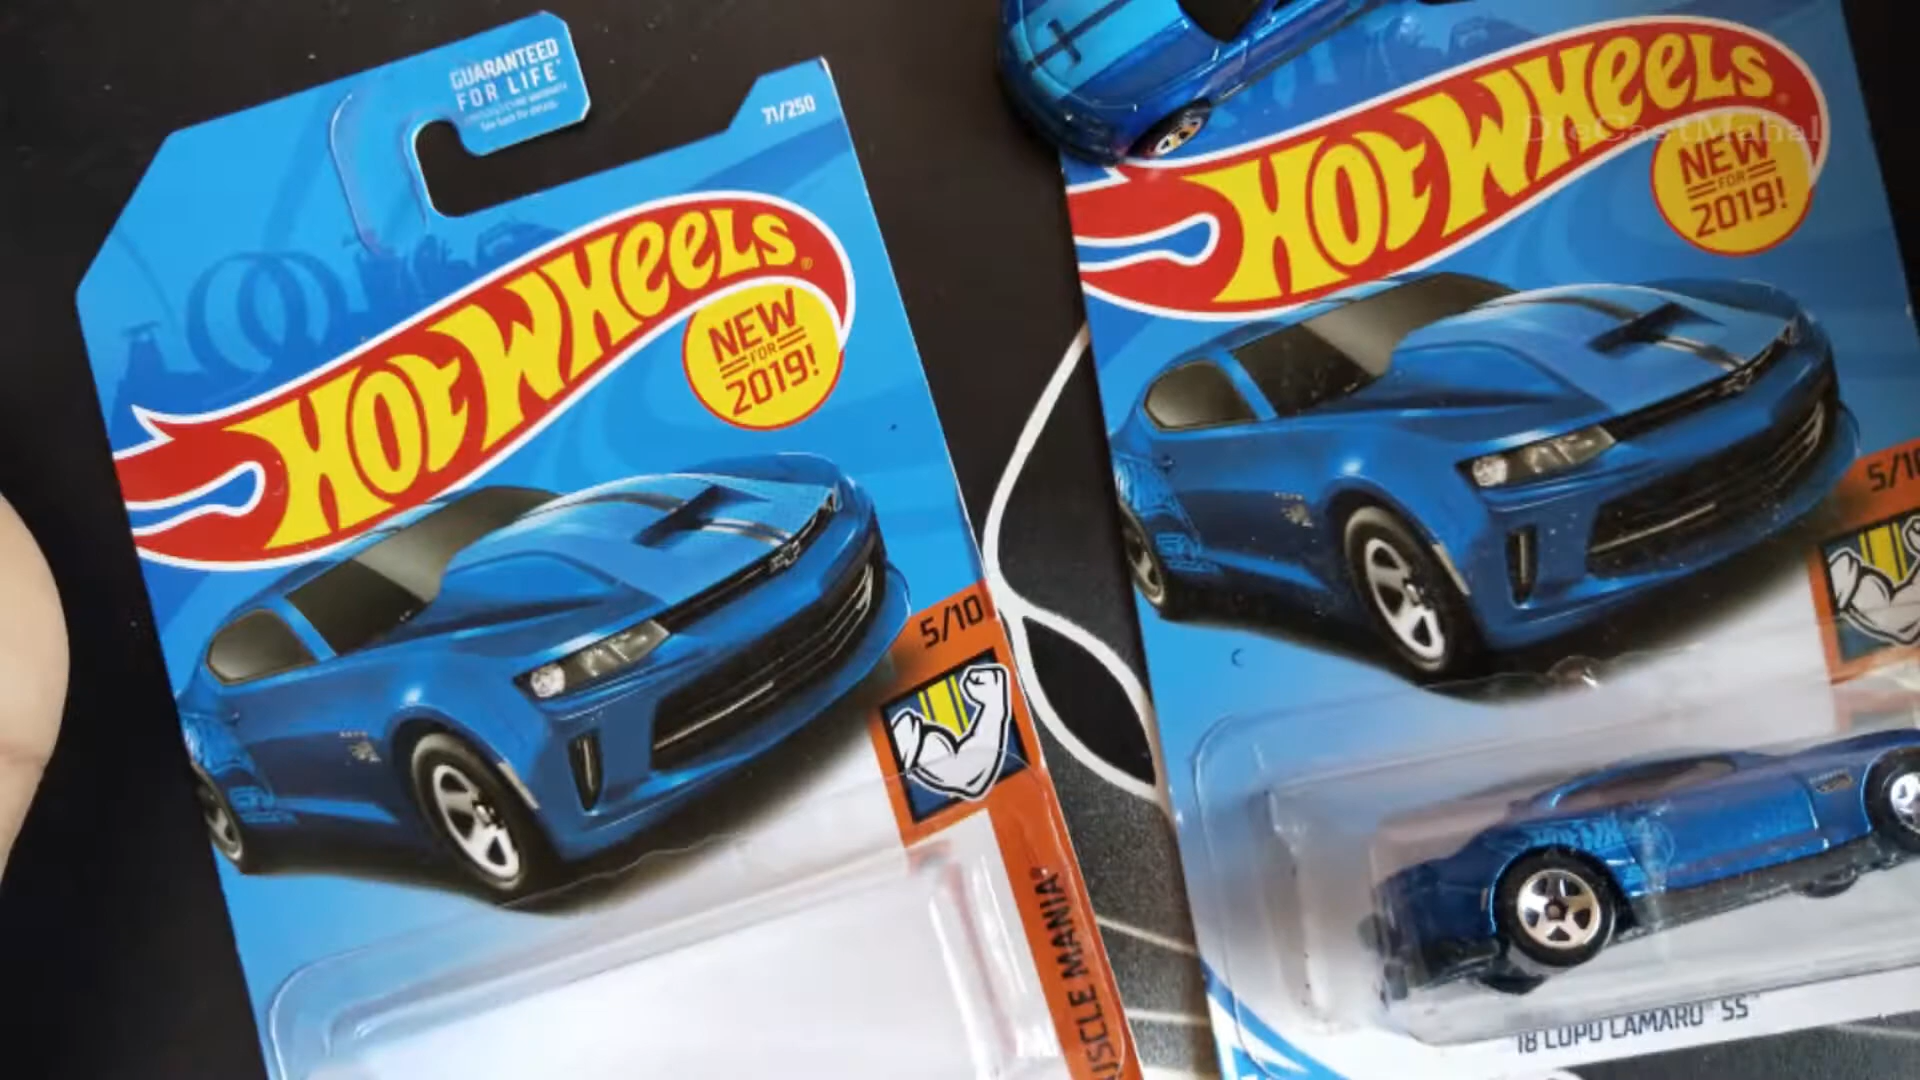 GUARANTEED
FOR LIFE
71/250
HOT WHEELS
NEW
FOR
2019!
5/10
MUSCLE MANIA
HOT WHEELS
DieCastMahal
NEW
FOR
2019!
5/10
18 COPO CAMARO SS